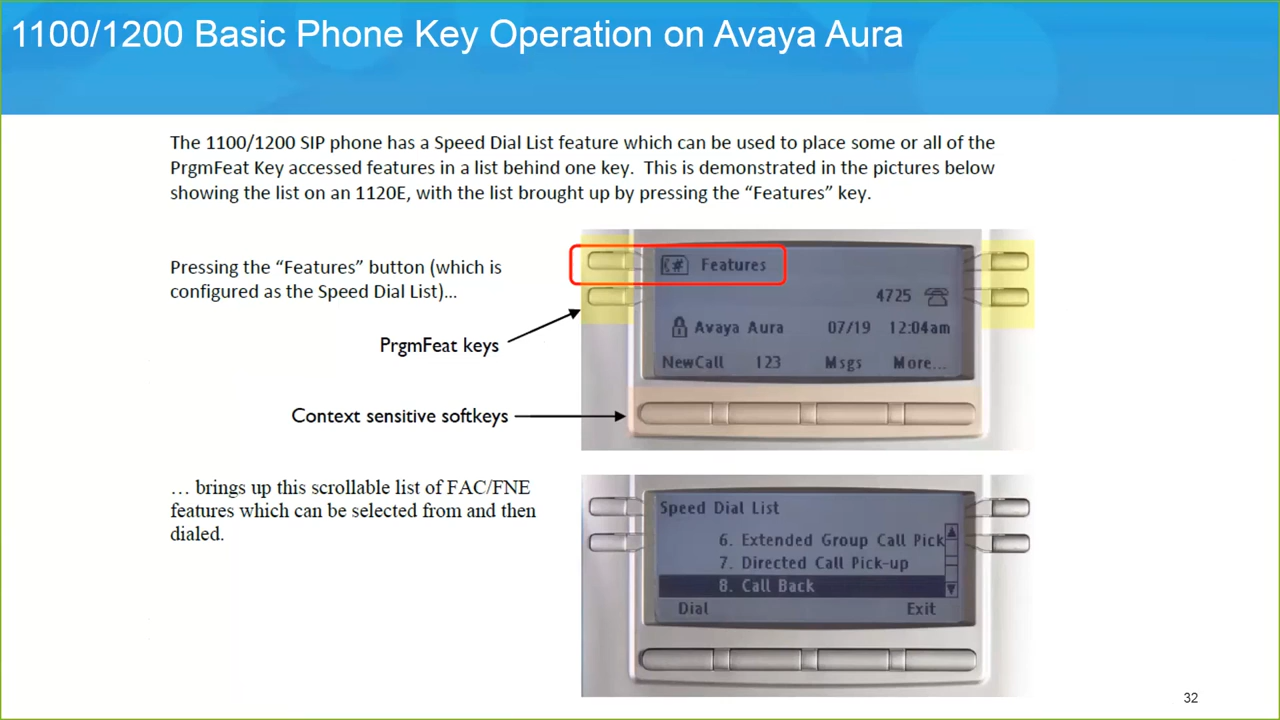 1100/1200 Basic Phone Key Operation on Avaya Aura
The 1100/1200 SIP phone has a Speed Dial List feature which can be used to place some or all of the
PrgmFeat Key accessed features in a list behind one key. This is demonstrated in the pictures below
showing the list on an 1120E, with the list brought up by pressing the “Features” key.
Pressing the “Features” button (which is
configured as the Speed Dial List)...
PrgmFeat keys
Context sensitive softkeys
Features
4725
Avaya Aura 07/19 12:04am
NewCall 123 Msgs More...
… brings up this scrollable list of FAC/FNE
features which can be selected from and then
dialed.
Speed Dial List
6. Extended Group Call Pick
7. Directed Call Pick-up
8. Call Back
Dial Exit
32